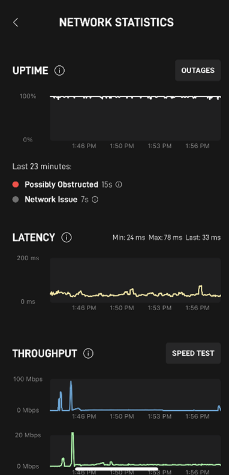 NETWORK STATISTICS
UPTIME
OUTAGES
100%
0%
1:46 PM 1:50 PM 1:53 PM 1:56 PM
Last 23 minutes:
Possibly Obstructed 15s
Network Issue 7s
LATENCY
Min: 24 ms Max: 78 ms Last: 33 ms
200 ms
0 ms
1:46 PM 1:50 PM 1:53 PM 1:56 PM
THROUGHPUT
SPEED TEST
100 Mbps
0 Mbps
1:46 PM 1:50 PM 1:53 PM 1:56 PM
20 Mbps
0 Mbps